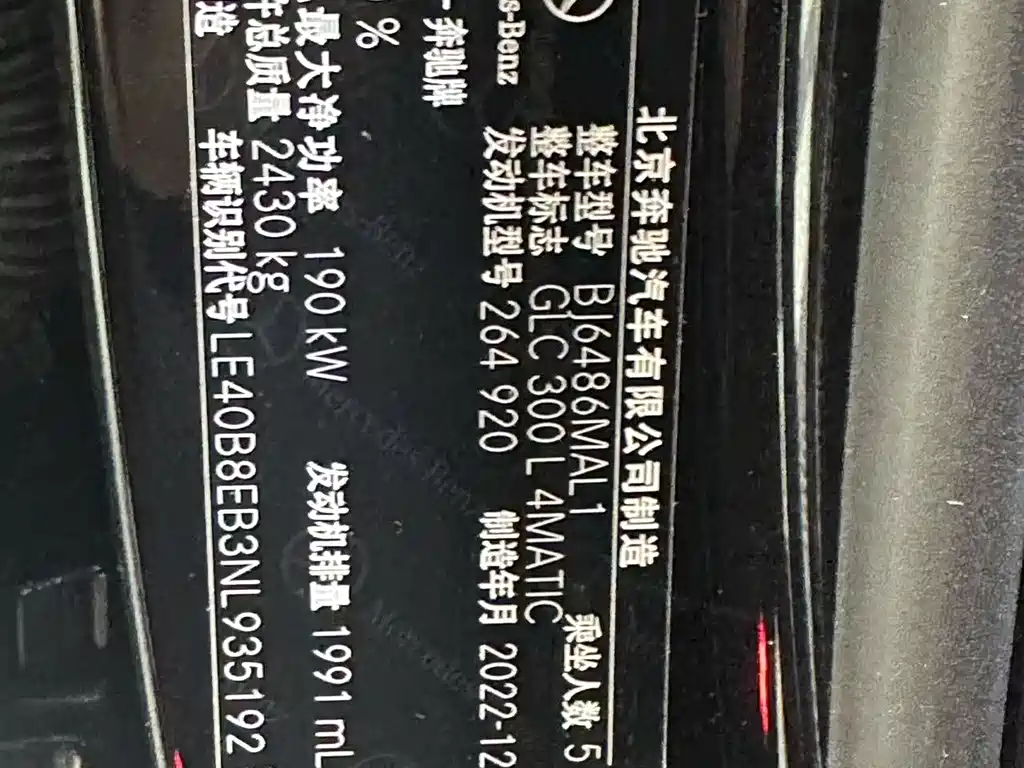 北京奔驰汽车有限公司制造
整车型号 BJ6486MAL1 乘坐人数 5
整车标志 GLC 300 L 4MATIC
s-Benz 发动机型号 264 920 制造年月 2022-12
奔驰牌
%
最大净功率 190 kW 发动机排量 1991 mL
年总质量 2430 kg
造 车辆识别代号 LE40B8EB3NL935192